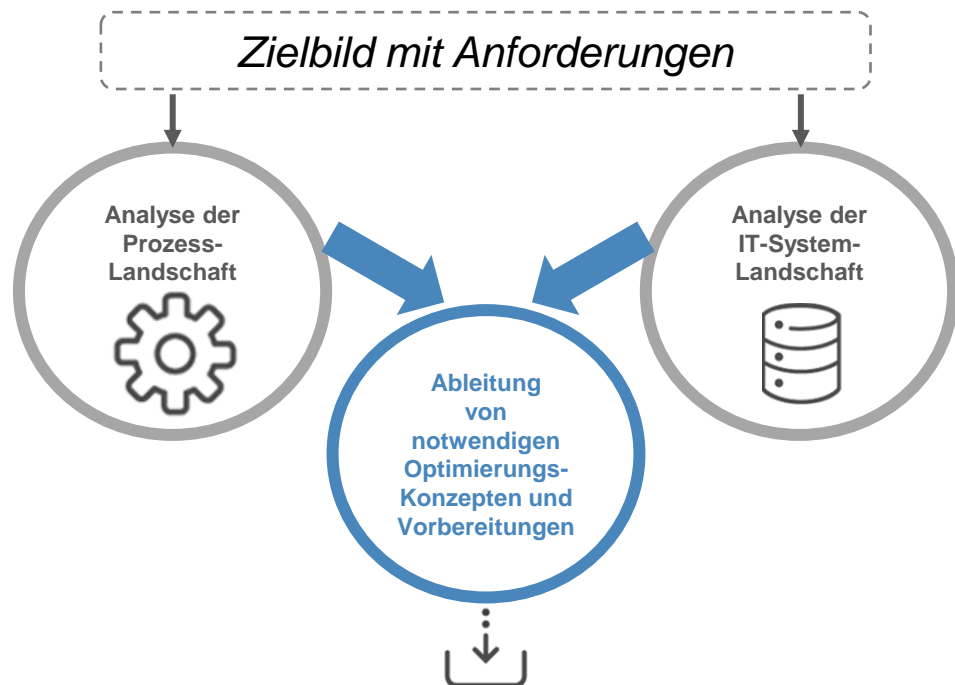 Zielbild mit Anforderungen
Analyse der
Prozess-
Landschaft
Analyse der
IT-System-
Landschaft
Ableitung
von
notwendigen
Optimierungs-
Konzepten und
Vorbereitungen